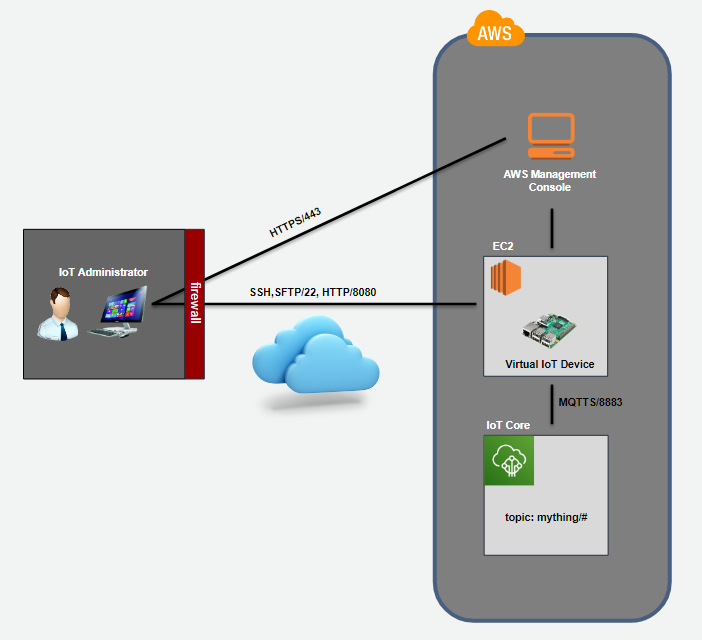 AWS
AWS Management
Console
HTTPS/443
EC2
IoT Administrator
firewall
SSH,SFTP/22, HTTP/8080
Virtual IoT Device
MQTTS/8883
IoT Core
topic: mything/#